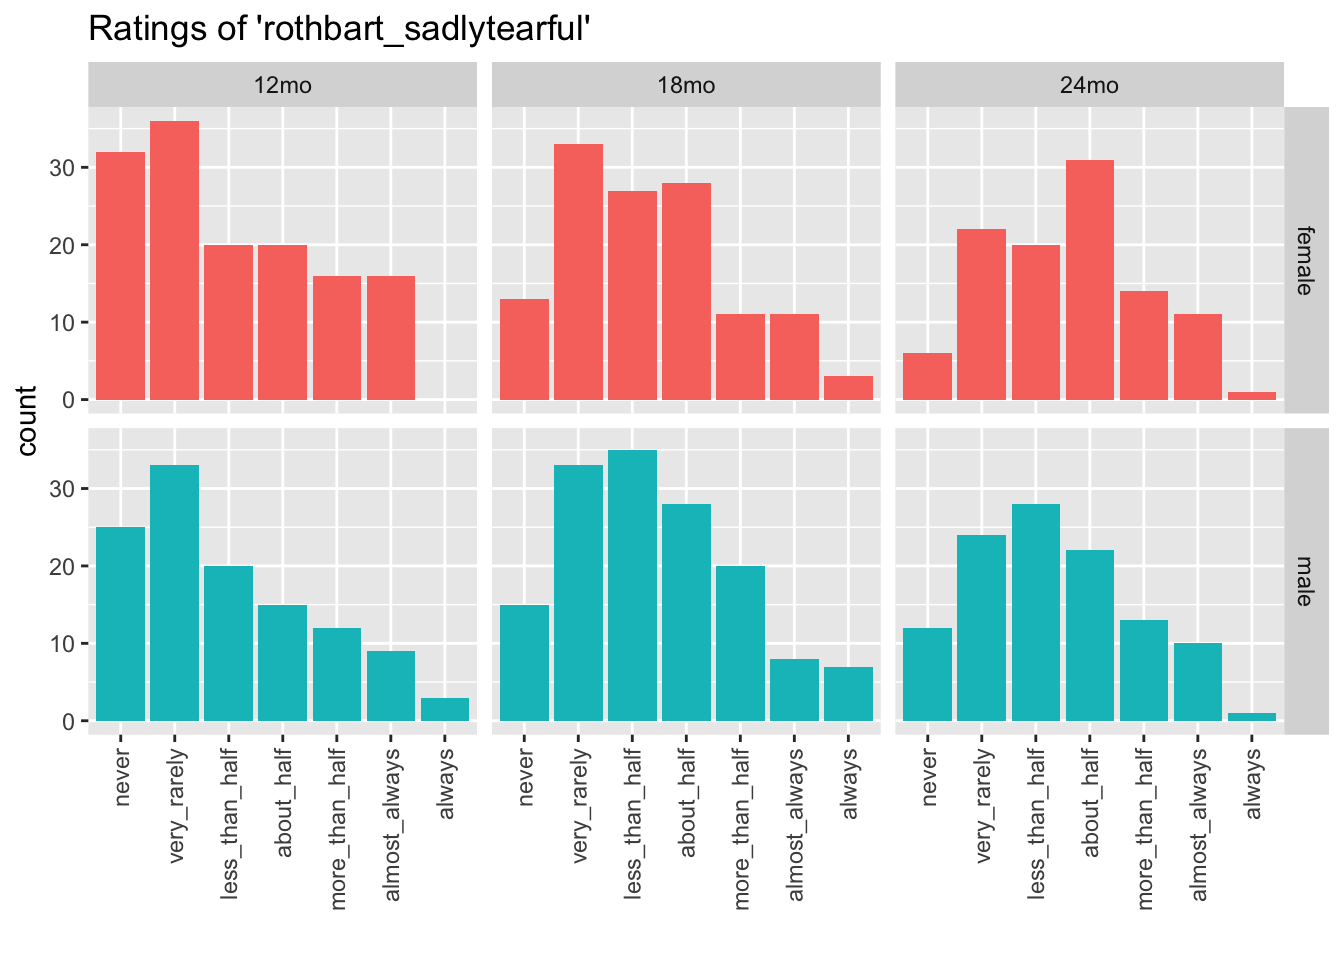 Ratings of 'rothbart_sadlytearful'
12mo 18mo 24mo
30
20
10
0
female
count
30
20
10
0
male
never very_rarely less_than_half about_half more_than_half almost_always always never very_rarely less_than_half about_half more_than_half almost_always always never very_rarely less_than_half about_half more_than_half almost_always always